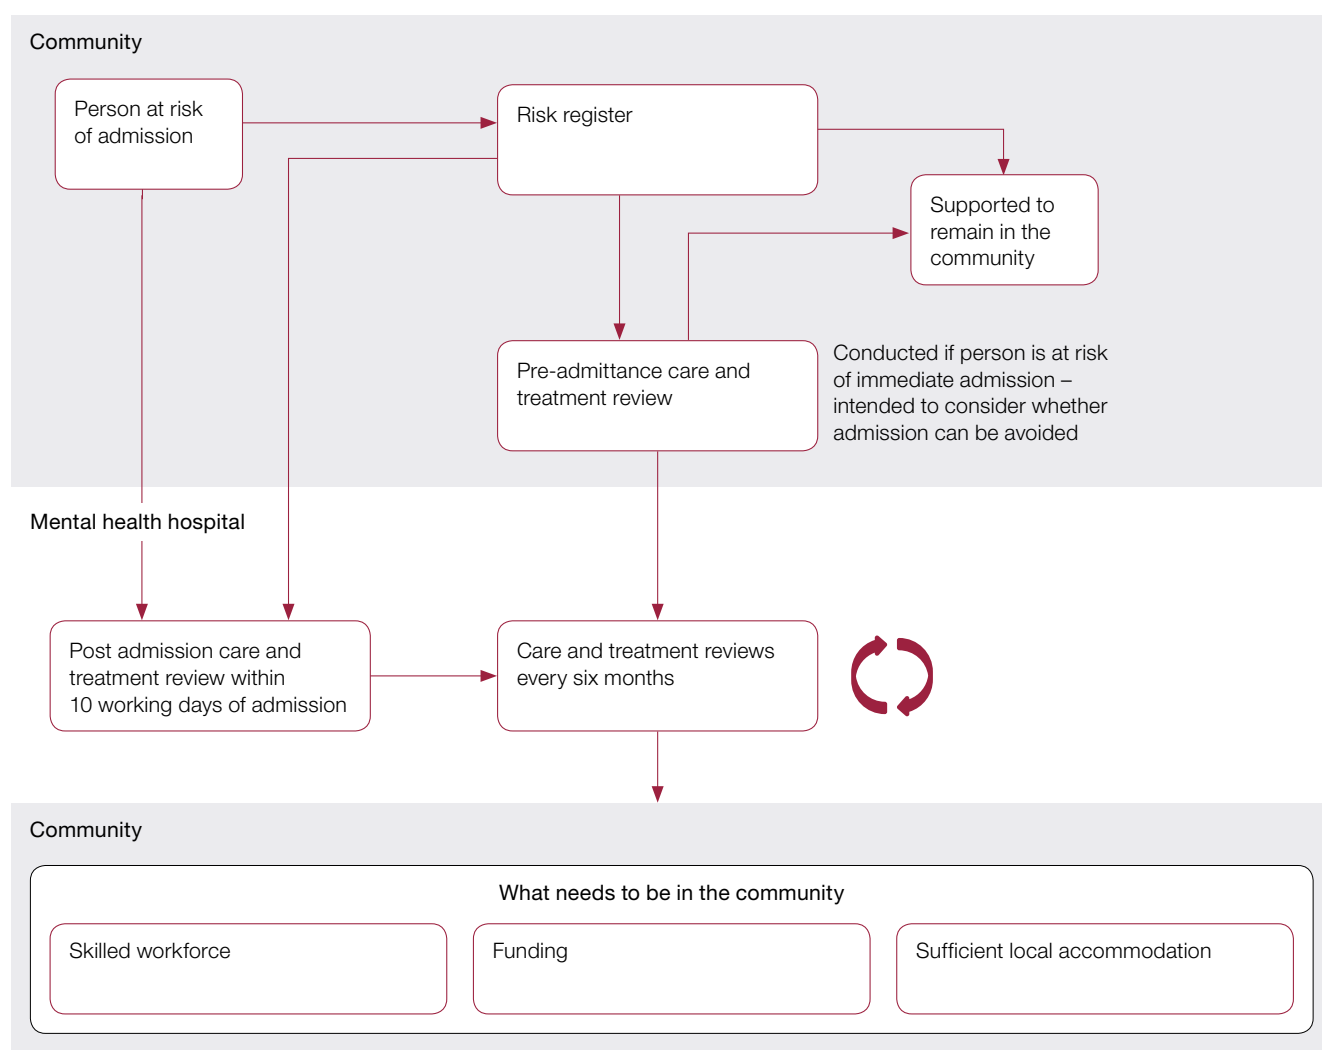 Community
Person at risk
of admission
Risk register
Supported to
remain in the
community
Pre-admittance care and
treatment review
Conducted if person is at risk
of immediate admission –
intended to consider whether
admission can be avoided
Mental health hospital
Post admission care and
treatment review within
10 working days of admission
Care and treatment reviews
every six months
Community
What needs to be in the community
Skilled workforce
Funding
Sufficient local accommodation